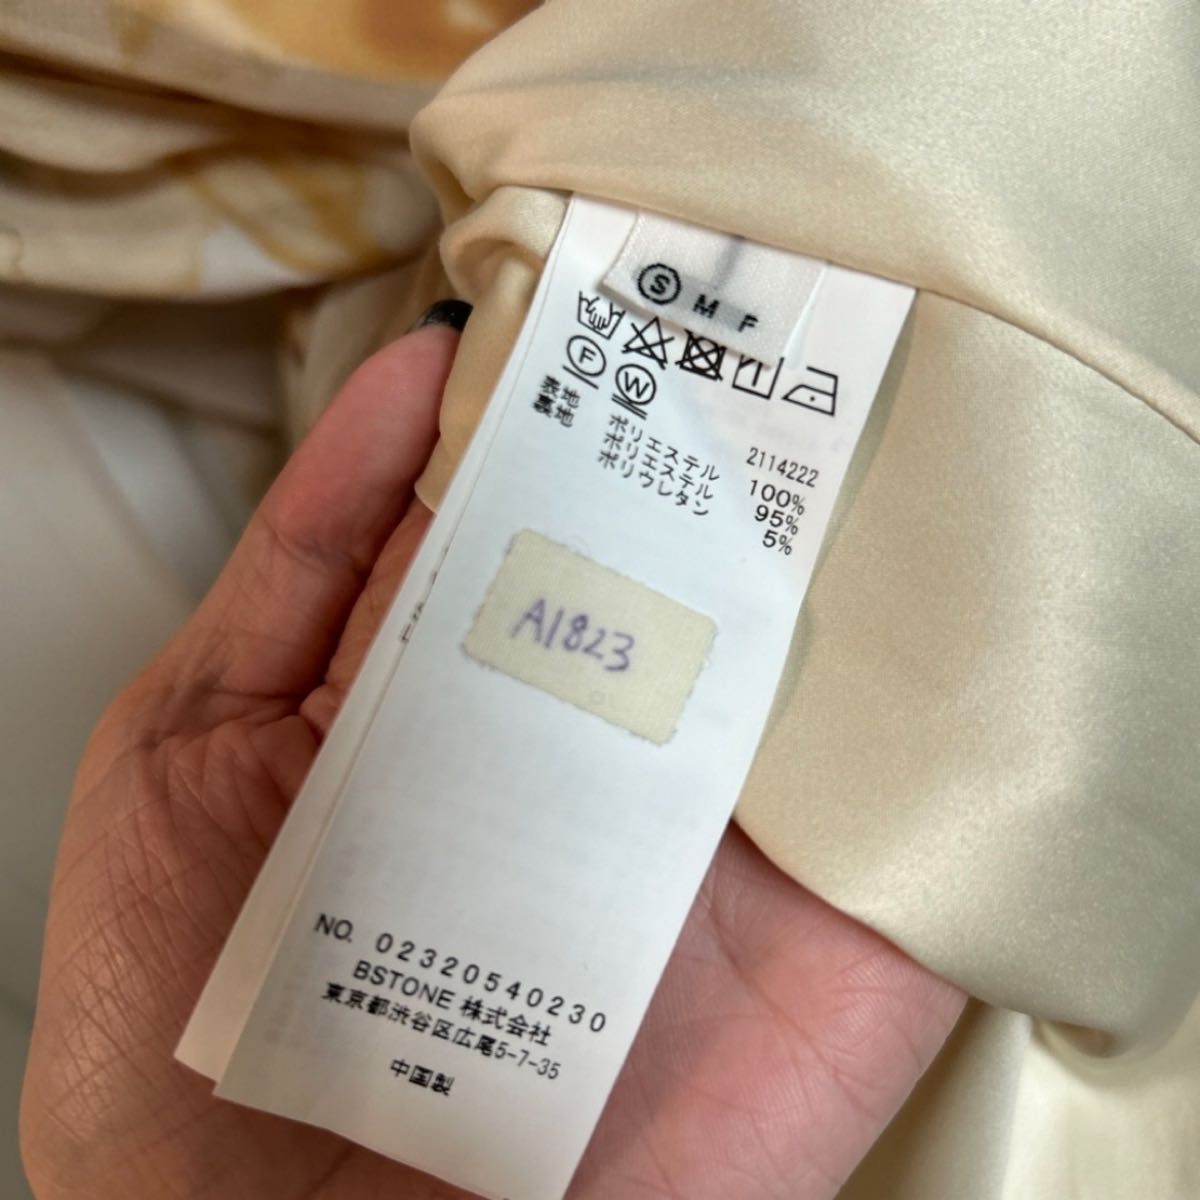 S M F
F
W
2114222
表地 ポリエステル 100%
裏地 ポリエステル 95%
ポリウレタン 5%
A1823
NO. 02320540230
BSTONE 株式会社
東京都渋谷区広尾5-7-35
中国製